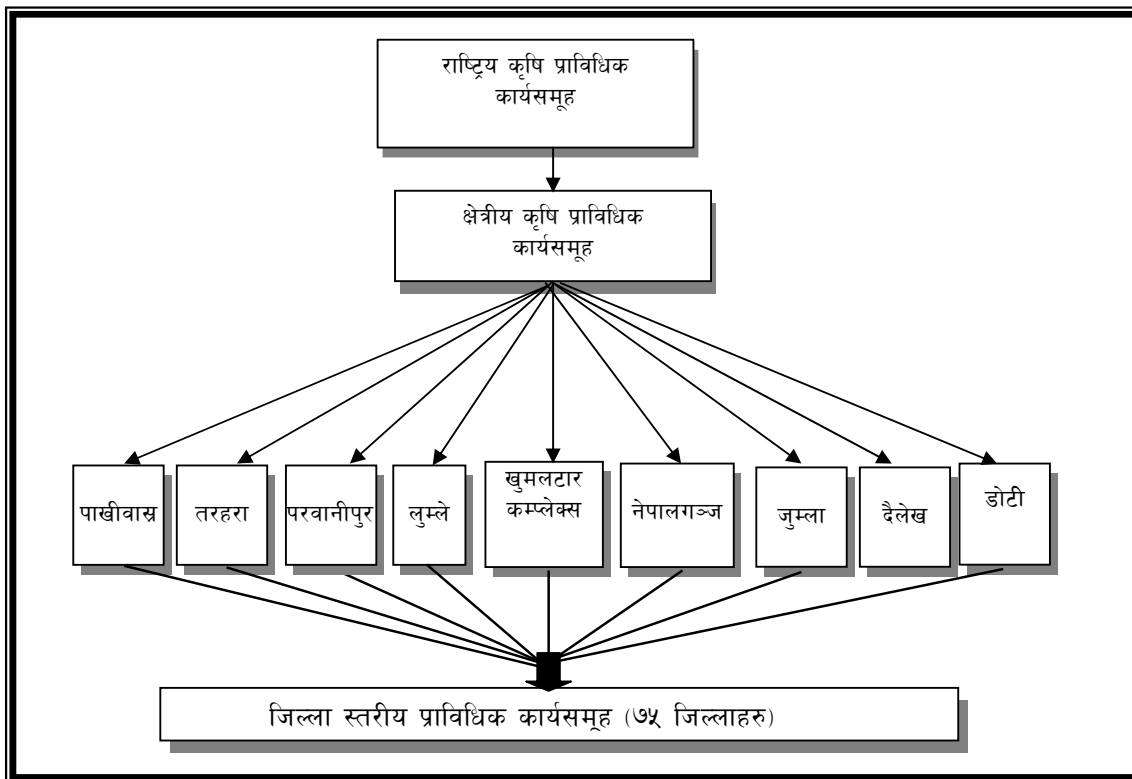 राष्ट्रिय कृषि प्राविधिक
कार्यसमूह
क्षेत्रीय कृषि प्राविधिक
कार्यसमूह
पाखीवास्र
तरहरा
परवानीपुर
लुम्ले
खुमलटार
कम्प्लेक्स
नेपालगञ्ज
जुम्ला
दैलेख
डोटी
जिल्ला स्तरीय प्राविधिक कार्यसमूह (७५ जिल्लाहरु)